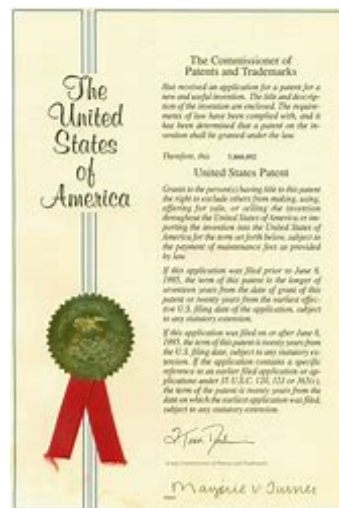 The
United
States
of
America
The Commissioner of
Patents and Trademarks
Has received an application for a patent for a
new and useful invention. The title and descrip-
tion of the invention are enclosed. The require-
ments of law have been complied with, and it
has been determined that a patent on the in-
vention shall be granted under the law.
Therefore, this
United States Patent
Grants to the person(s) having title to this patent
the right to exclude others from making, using,
offering for sale, or selling the invention
throughout the United States of America or im-
porting the invention into the United States of
America for the term set forth below, subject to
the payment of maintenance fees as provided
by law.
If this application was filed prior to June 8,
1995, the term of this patent is the longer of
seventeen years from the date of grant of this
patent or twenty years from the earliest effec-
tive U.S. filing date of the application, subject
to any statutory extension.
If this application was filed on or after June 8,
1995, the term of this patent is twenty years from
the U.S. filing date, subject to any statutory ex-
tension. If the application contains a specific
reference to an earlier filed application or ap-
plications under 35 U.S.C. 120, 121 or 365(c),
the term of the patent is twenty years from the
date on which the earliest application was filed,
subject to any statutory extension.
Marjorie V Turner